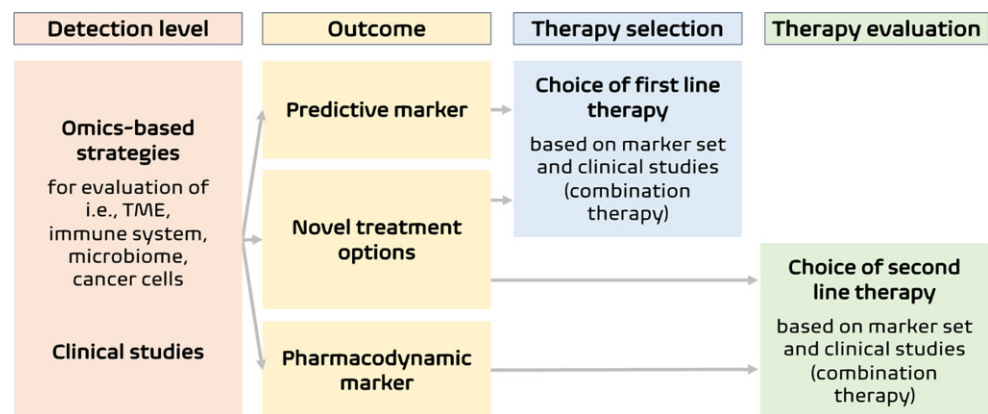 Detection level
Outcome
Therapy selection
Therapy evaluation
Omics-based
strategies
for evaluation of
i.e., TME,
immune system,
microbiome,
cancer cells
Clinical studies
Predictive marker
Novel treatment
options
Pharmacodynamic
marker
Choice of first line
therapy
based on marker set
and clinical studies
(combination
therapy)
Choice of second
line therapy
based on marker set
and clinical studies
(combination
therapy)